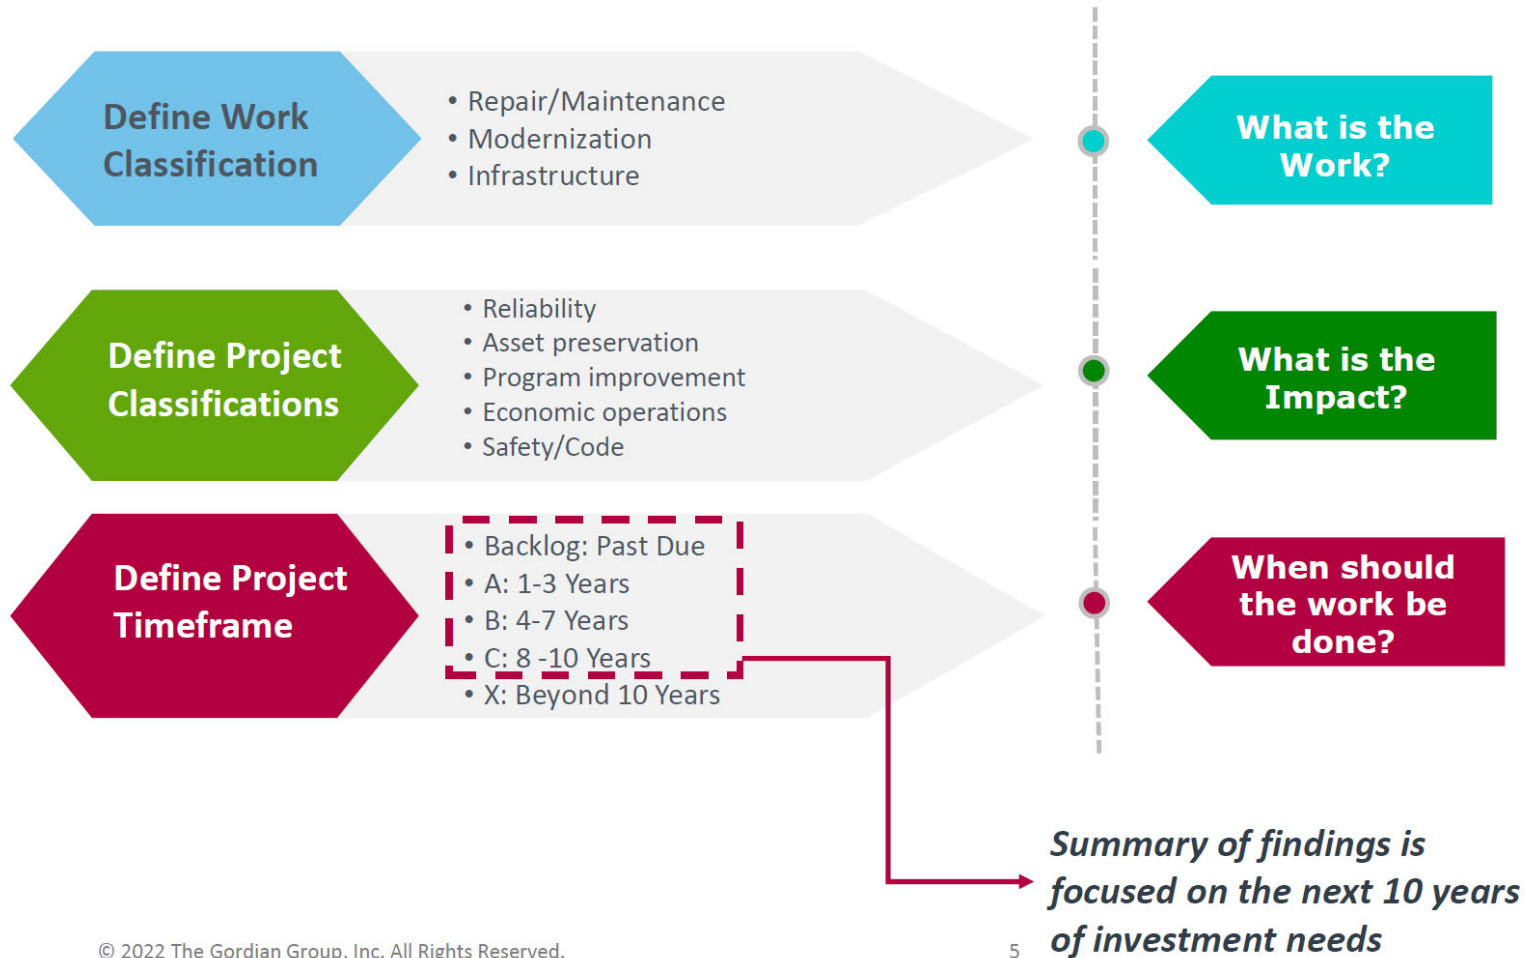 Define Work
Classification
• Repair/Maintenance
• Modernization
• Infrastructure
What is the
Work?
Define Project
Classifications
• Reliability
• Asset preservation
• Program improvement
• Economic operations
• Safety/Code
What is the
Impact?
Define Project
Timeframe
• Backlog: Past Due
• A: 1-3 Years
• B: 4-7 Years
• C: 8 -10 Years
• X: Beyond 10 Years
When should
the work be
done?
Summary of findings is
focused on the next 10 years
of investment needs
© 2022 The Gordian Group, Inc. All Rights Reserved.
5